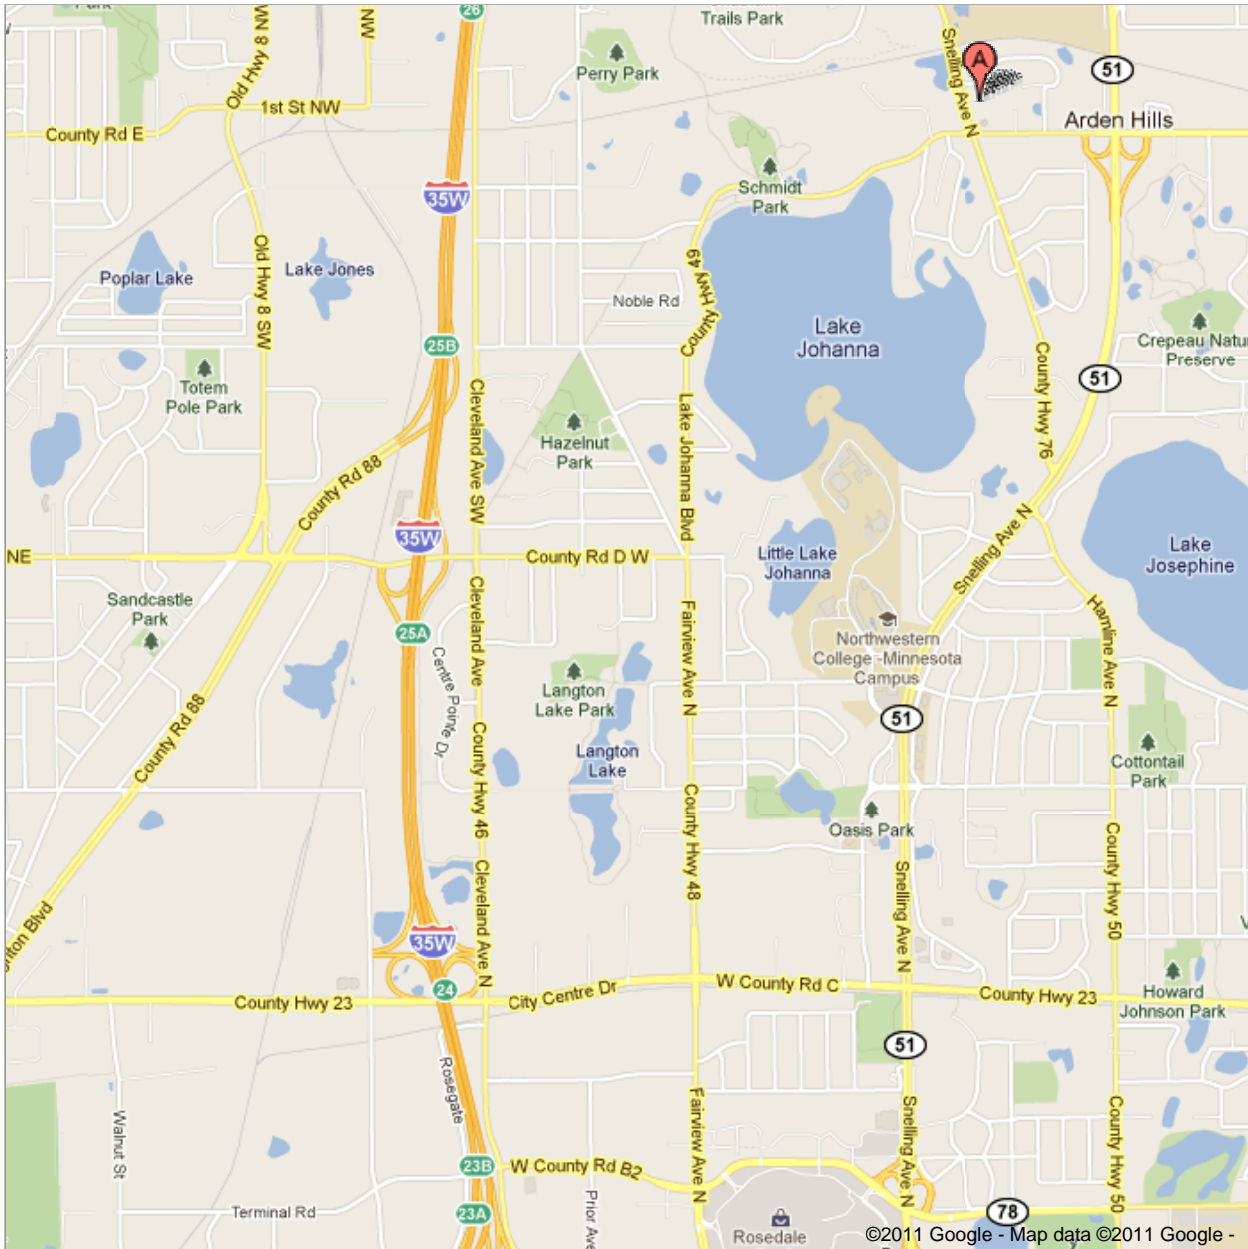 26
Trails Park
Park
NW
Old Hwy 8 NW
Snelling Ave N
A
51
Perry Park
1st St NW
County Rd E
Arden Hills
35W
Schmidt
Park
Old Hwy 8 SW
Poplar Lake
Lake Jones
County Hwy 49
Noble Rd
Lake
Johanna
25B
Crepeau Natur
Preserve
County Hwy 76
51
Totem
Pole Park
Cleveland Ave SW
Lake Johanna Blvd
Hazelnut
Park
County Rd 88
35W
NE
County Rd D W
Little Lake
Johanna
Snelling Ave N
Lake
Josephine
Sandcastle
Park
Cleveland Ave
Fairview Ave N
Hamline Ave N
25A
Centre Pointe Dr
Northwestern
College -Minnesota
Campus
Langton
Lake Park
51
County Rd 88
County Hwy 46
Langton
Lake
Cottontail
Park
County Hwy 48
Oasis Park
County Hwy 50
Cleveland Ave N
Snelling Ave N
35W
24
County Hwy 23
City Centre Dr
W County Rd C
County Hwy 23
Howard
Johnson Park
51
Rosegate
Walnut St
Fairview Ave N
Snelling Ave N
County Hwy 50
23B
W County Rd B2
Terminal Rd
23A
Prior Ave
Rosedale
78
©2011 Google - Map data ©2011 Google -